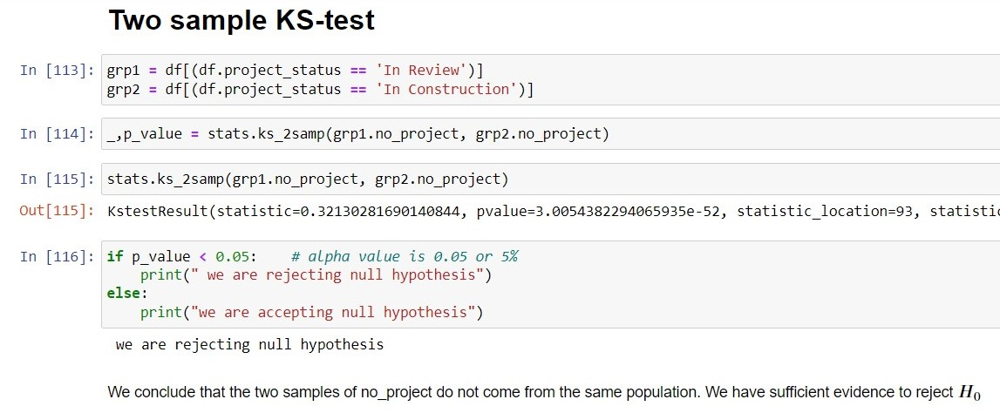 Two sample KS-test
In [113]: grp1 = df[(df.project_status == 'In Review')]
grp2 = df[(df.project_status == 'In Construction')]
In [114]: _,p_value = stats.ks_2samp(grp1.no_project, grp2.no_project)
In [115]: stats.ks_2samp(grp1.no_project, grp2.no_project)
Out[115]: KstestResult(statistic=0.32130281690140844, pvalue=3.0054382294065935e-52, statistic_location=93, statistic
In [116]: if p_value < 0.05:    # alpha value is 0.05 or 5%
    print(" we are rejecting null hypothesis")
else:
    print("we are accepting null hypothesis")
 we are rejecting null hypothesis
We conclude that the two samples of no_project do not come from the same population. We have sufficient evidence to reject H₀